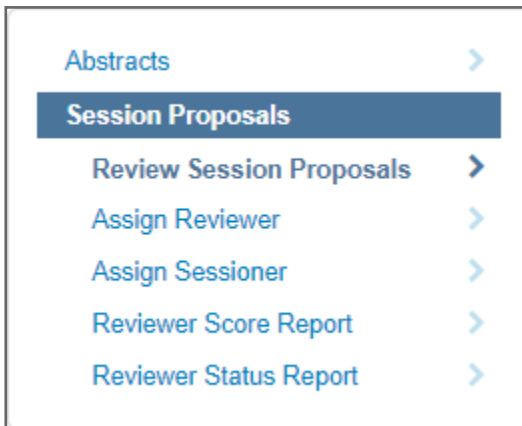 Abstracts
Session Proposals
Review Session Proposals
Assign Reviewer
Assign Sessioner
Reviewer Score Report
Reviewer Status Report